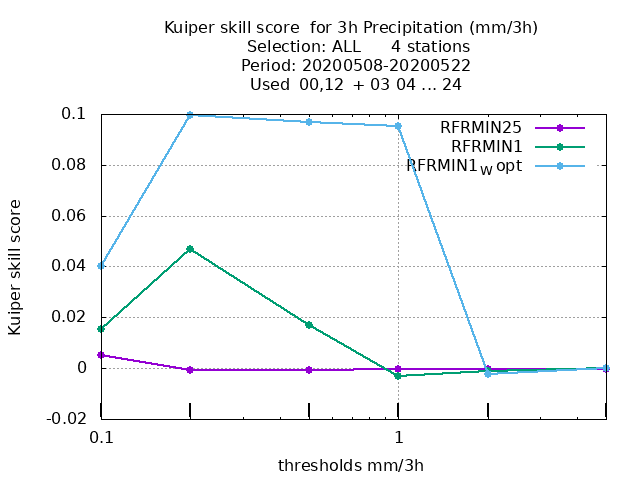 Kuiper skill score for 3h Precipitation (mm/3h)
Selection: ALL 4 stations
Period: 20200508-20200522
Used 00,12 + 03 04 ... 24
RFRMIN25
RFRMIN1
RFRMIN1W opt
0.1
0.08
0.06
0.04
0.02
0
-0.02
Kuiper skill score
0.1 1
thresholds mm/3h